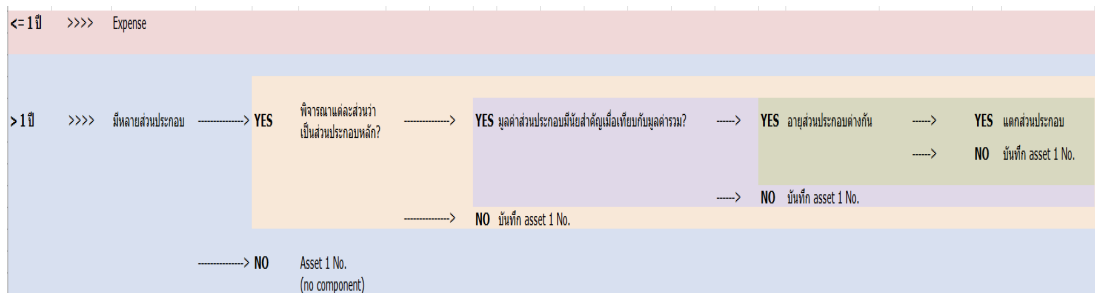 <= 1 ปี >>>> Expense
> 1 ปี >>>> มีหลายส่วนประกอบ --------------> YES พิจารณาแต่ละส่วนว่า
เป็นส่วนประกอบหลัก? --------------> YES มูลค่าส่วนประกอบมีนัยสำคัญเมื่อเทียบกับมูลค่ารวม? ------> YES อายุส่วนประกอบต่างกัน ------> YES แตกส่วนประกอบ
------> NO บันทึก asset 1 No.
------> NO บันทึก asset 1 No.
--------------> NO บันทึก asset 1 No.
--------------> NO Asset 1 No.
(no component)